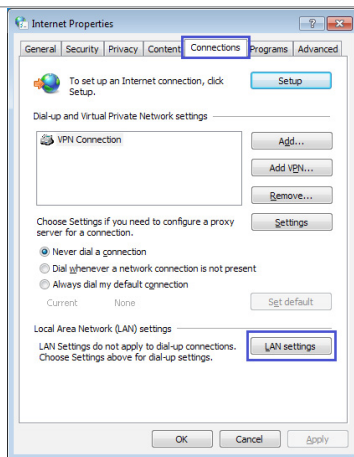 Internet Properties
General Security Privacy Content Connections Programs Advanced
To set up an Internet connection, click
Setup.
Setup
Dial-up and Virtual Private Network settings
VPN Connection
Add...
Add VPN...
Remove...
Choose Settings if you need to configure a proxy
server for a connection.
Settings
Never dial a connection
Dial whenever a network connection is not present
Always dial my default connection
Current None
Set default
Local Area Network (LAN) settings
LAN Settings do not apply to dial-up connections.
Choose Settings above for dial-up settings.
LAN settings
OK Cancel Apply